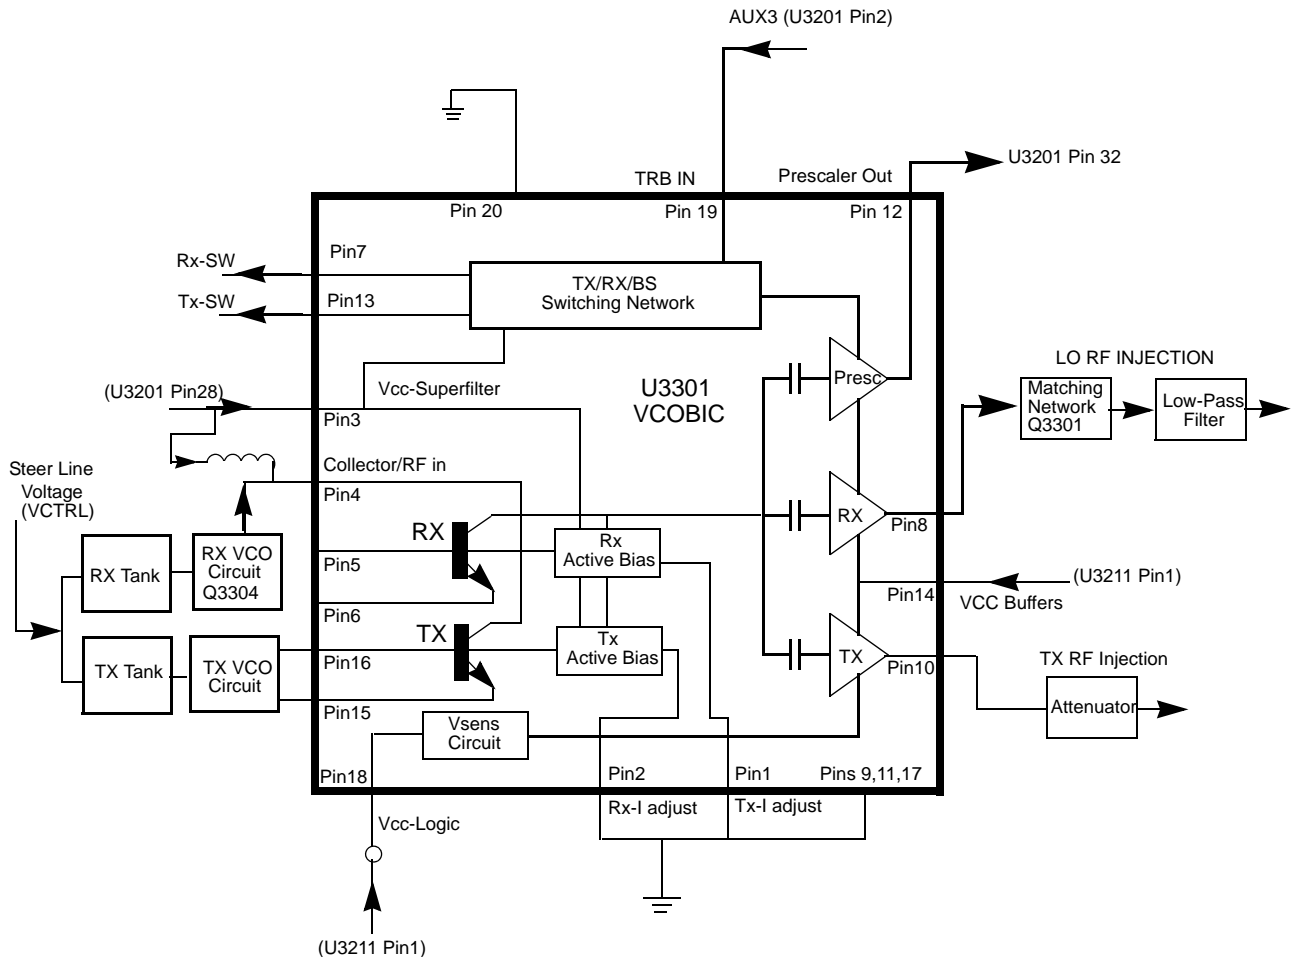 AUX3 (U3201 Pin2)
U3201 Pin 32
TRB IN
Prescaler Out
Pin 20
Pin 19
Pin 12
Rx-SW
Pin7
Tx-SW
Pin13
TX/RX/BS
Switching Network
Presc
LO RF INJECTION
(U3201 Pin28)
Vcc-Superfilter
U3301
VCOBIC
Matching
Network
Q3301
Low-Pass
Filter
Pin3
Steer Line
Voltage
(VCTRL)
Collector/RF in
Pin4
RX
Rx
Active Bias
RX
Pin8
RX Tank
RX VCO
Circuit
Q3304
Pin5
(U3211 Pin1)
Pin14
VCC Buffers
Pin6
TX
Tx
Active Bias
TX
Pin10
TX Tank
TX VCO
Circuit
Pin16
TX RF Injection
Attenuator
Pin15
Vsens
Circuit
Pin18
Pin2
Pin1
Pins 9,11,17
Rx-I adjust
Tx-I adjust
Vcc-Logic
(U3211 Pin1)